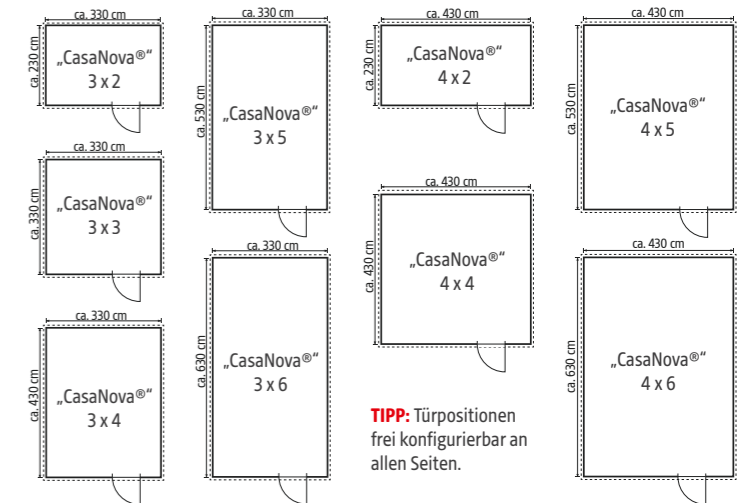 ca. 330 cm
ca. 230 cm
„CasaNova®“
3 x 2
ca. 330 cm
ca. 330 cm
„CasaNova®“
3 x 3
ca. 330 cm
ca. 430 cm
„CasaNova®“
3 x 4
ca. 330 cm
ca. 530 cm
„CasaNova®“
3 x 5
ca. 330 cm
ca. 630 cm
„CasaNova®“
3 x 6
ca. 430 cm
ca. 230 cm
„CasaNova®“
4 x 2
ca. 430 cm
ca. 430 cm
„CasaNova®“
4 x 4
TIPP: Türpositionen
frei konfigurierbar an
allen Seiten.
ca. 430 cm
ca. 530 cm
„CasaNova®“
4 x 5
ca. 430 cm
ca. 630 cm
„CasaNova®“
4 x 6